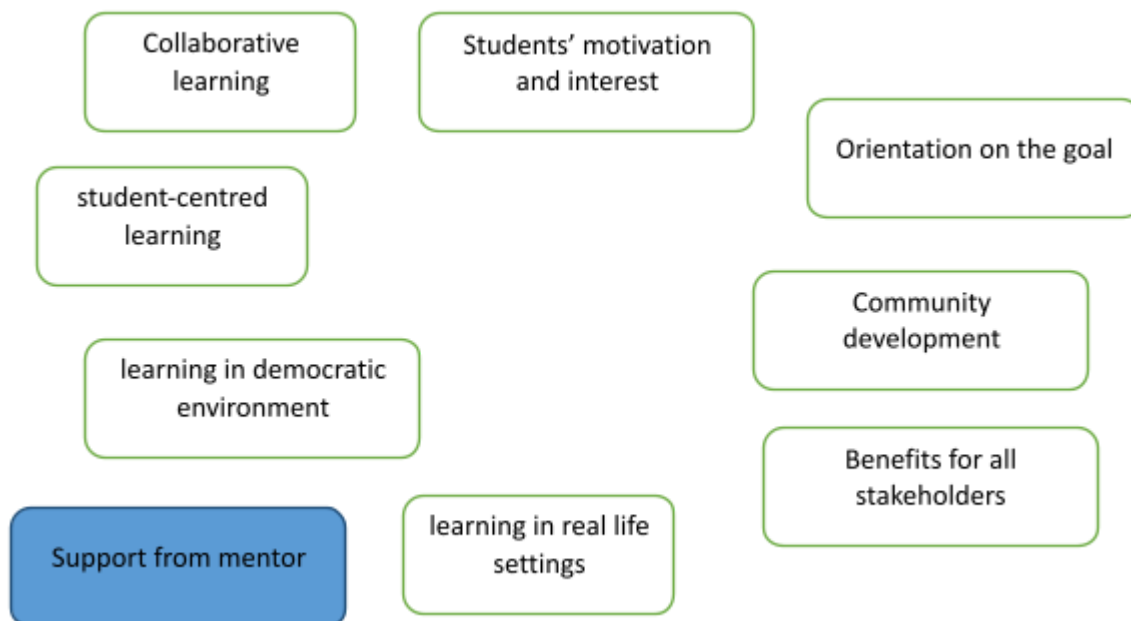 Collaborative
learning
Students’ motivation
and interest
Orientation on the goal
student-centred
learning
Community
development
learning in democratic
environment
Benefits for all
stakeholders
Support from mentor
learning in real life
settings